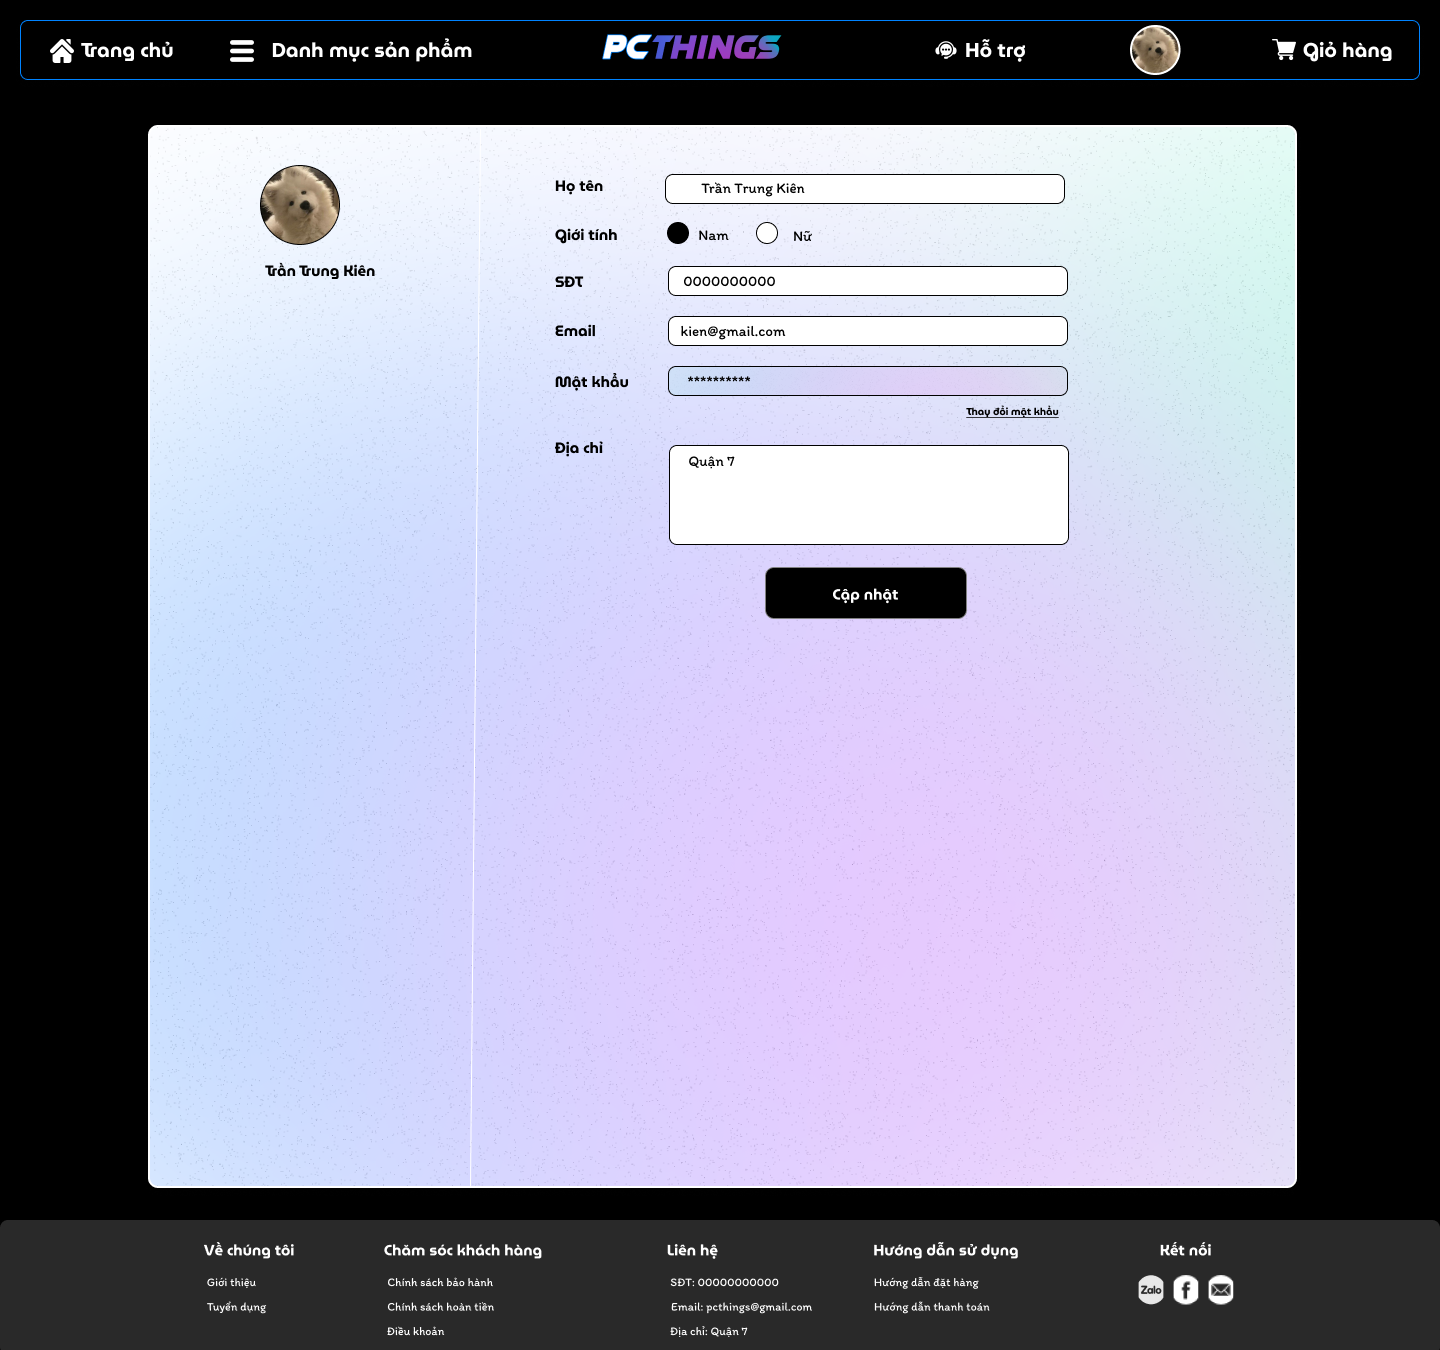 Trang chủ
Danh mục sản phẩm
PCTHINGS
Hỗ trợ
Giỏ hàng
Trần Trung Kiên
Họ tên
Trần Trung Kiên
Giới tính
Nam
Nữ
SĐT
0000000000
Email
kien@gmail.com
Mật khẩu
**********
Thay đổi mật khẩu
Địa chỉ
Quận 7
Cập nhật
Về chúng tôi
Giới thiệu
Tuyển dụng
Chăm sóc khách hàng
Chính sách bảo hành
Chính sách hoàn tiền
Điều khoản
Liên hệ
SĐT: 00000000000
Email: pcthings@gmail.com
Địa chỉ: Quận 7
Hướng dẫn sử dụng
Hướng dẫn đặt hàng
Hướng dẫn thanh toán
Kết nối
Zalo